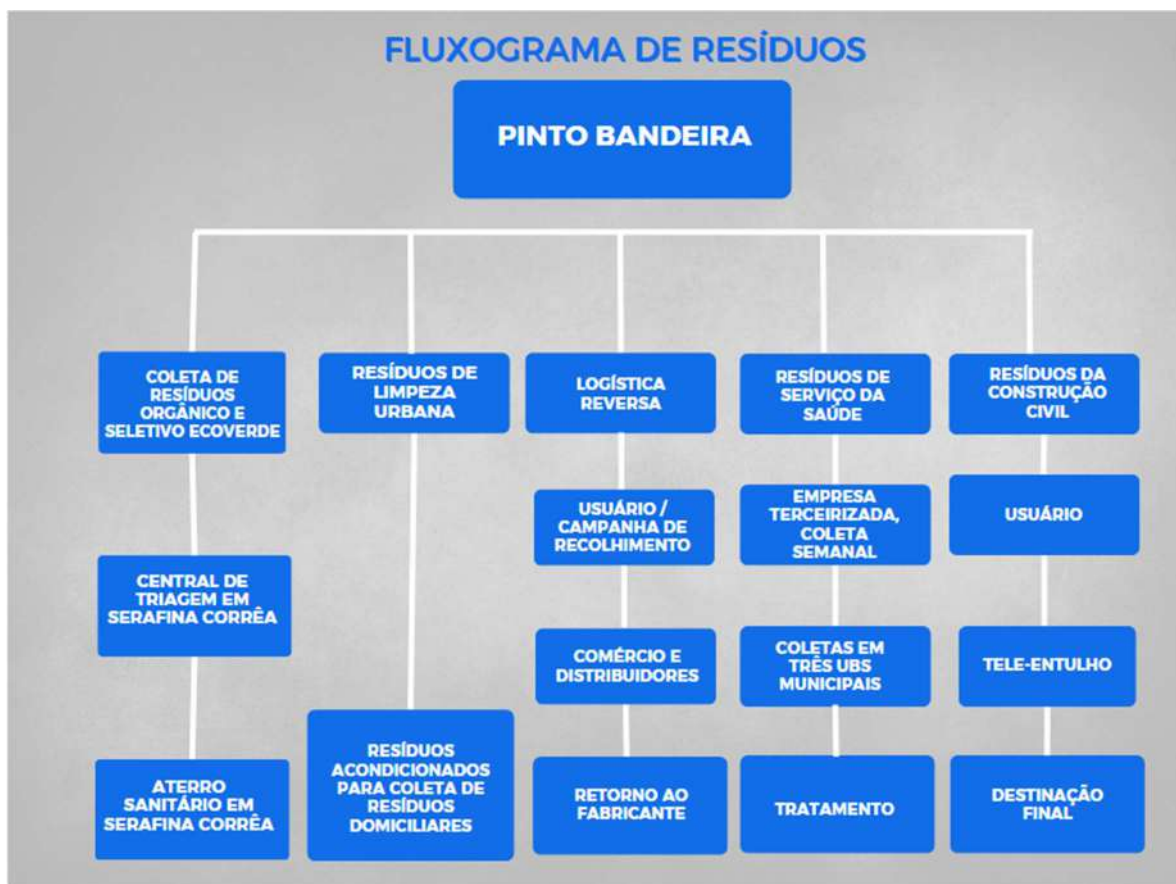 FLUXOGRAMA DE RESÍDUOS
PINTO BANDEIRA
COLETA DE
RESÍDUOS
ORGÂNICO E
SELETIVO ECOVERDE
CENTRAL DE
TRIAGEM EM
SERAFINA CORRÊA
ATERRO
SANITÁRIO EM
SERAFINA CORRÊA
RESÍDUOS DE
LIMPEZA
URBANA
RESÍDUOS
ACONDICIONADOS
PARA COLETA DE
RESÍDUOS
DOMICILIARES
LOGÍSTICA
REVERSA
USUÁRIO /
CAMPANHA DE
RECOLHIMENTO
COMÉRCIO E
DISTRIBUIDORES
RETORNO AO
FABRICANTE
RESÍDUOS DE
SERVIÇO DA
SAÚDE
EMPRESA
TERCEIRIZADA,
COLETA
SEMANAL
COLETAS EM
TRÊS UBS
MUNICIPAIS
TRATAMENTO
RESÍDUOS DA
CONSTRUÇÃO
CIVIL
USUÁRIO
TELE-ENTULHO
DESTINAÇÃO
FINAL